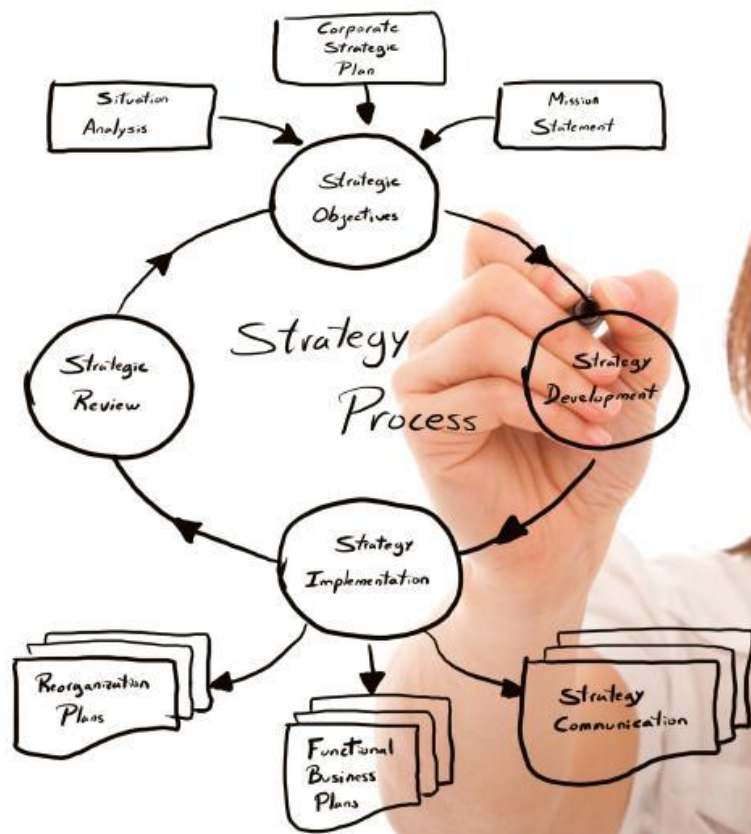 Corporate
Strategic
Plan
Situation
Analysis
Mission
Statement
Strategic
Objectives
Strategy
Process
Strategic
Review
Strategy
Development
Strategy
Implementation
Reorganization
Plans
Functional
Business
Plans
Strategy
Communication